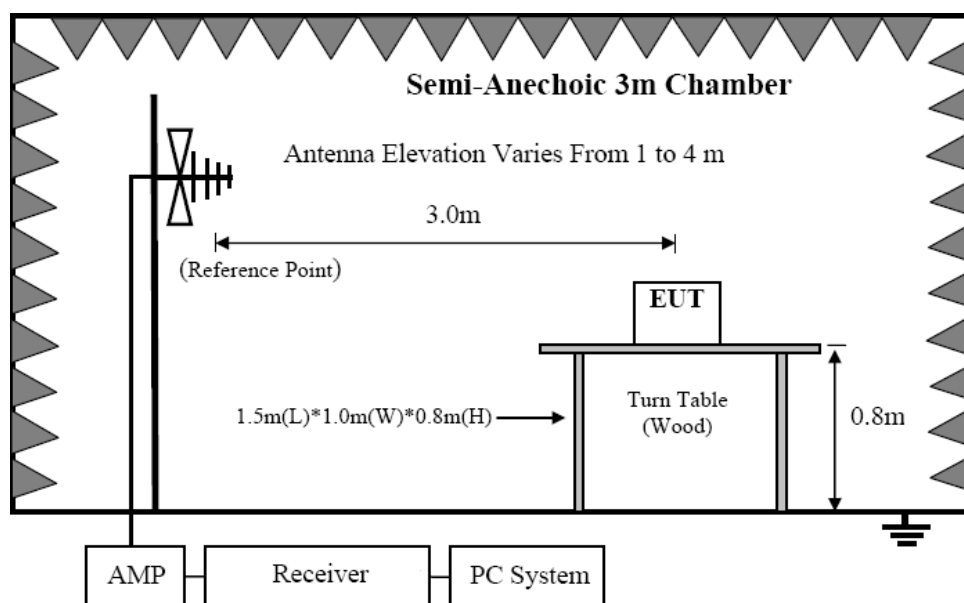 Semi-Anechoic 3m Chamber
Antenna Elevation Varies From 1 to 4 m
3.0m
(Reference Point)
EUT
1.5m(L)*1.0m(W)*0.8m(H)
Turn Table
(Wood)
0.8m
AMP
Receiver
PC System